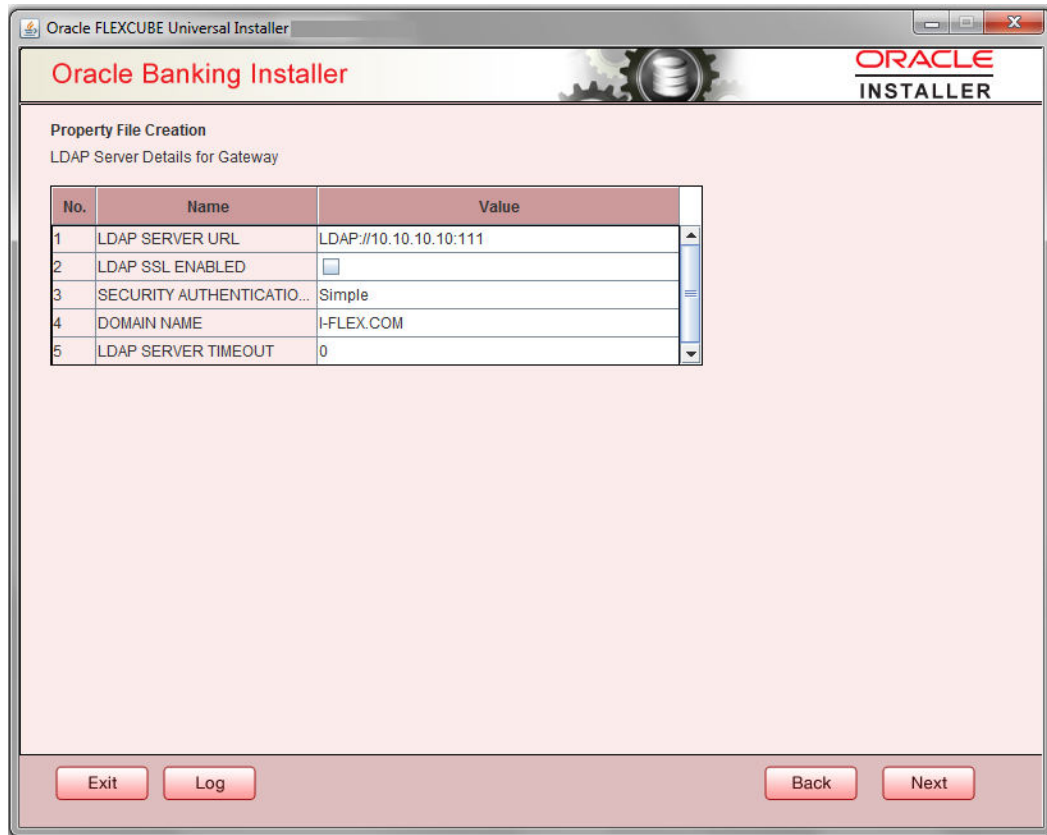 Oracle FLEXCUBE Universal Installer
Oracle Banking Installer
ORACLE
INSTALLER
Property File Creation
LDAP Server Details for Gateway
No. Name Value
1 LDAP SERVER URL LDAP://10.10.10.10:111
2 LDAP SSL ENABLED
3 SECURITY AUTHENTICATIO... Simple
4 DOMAIN NAME I-FLEX.COM
5 LDAP SERVER TIMEOUT 0
Exit Log Back Next